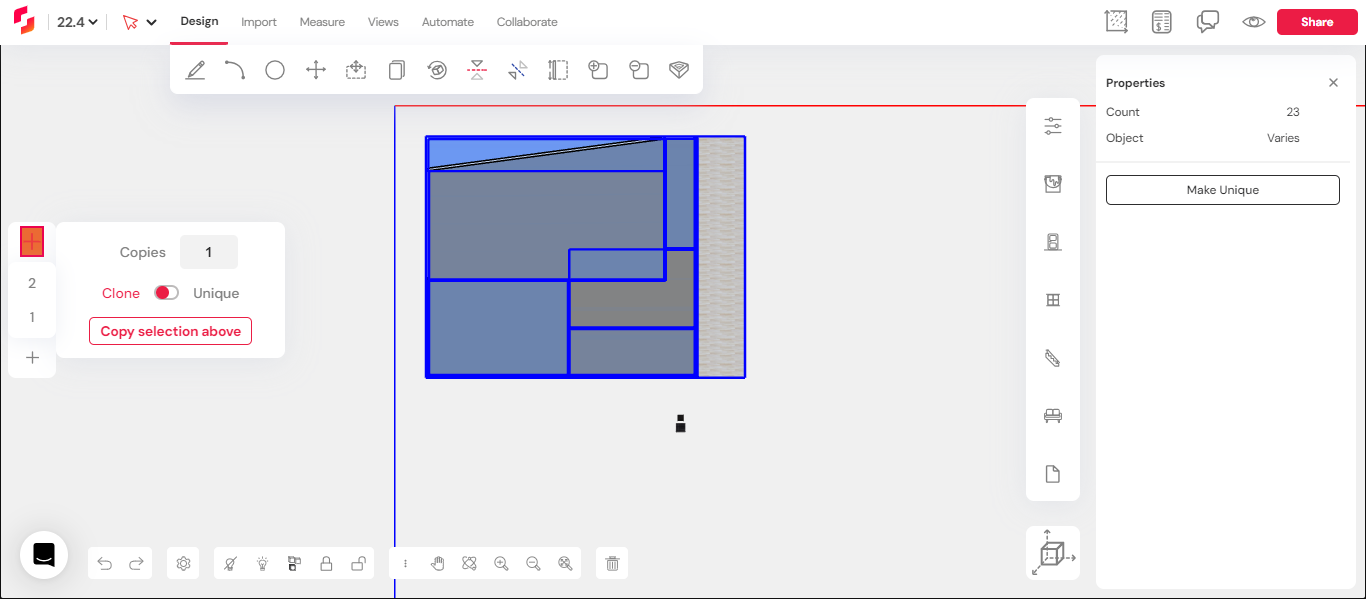 22.4
Design
Import
Measure
Views
Automate
Collaborate
$
Share
Properties
Count 23
Object Varies
Make Unique
Copies 1
2
Clone Unique
1
Copy selection above